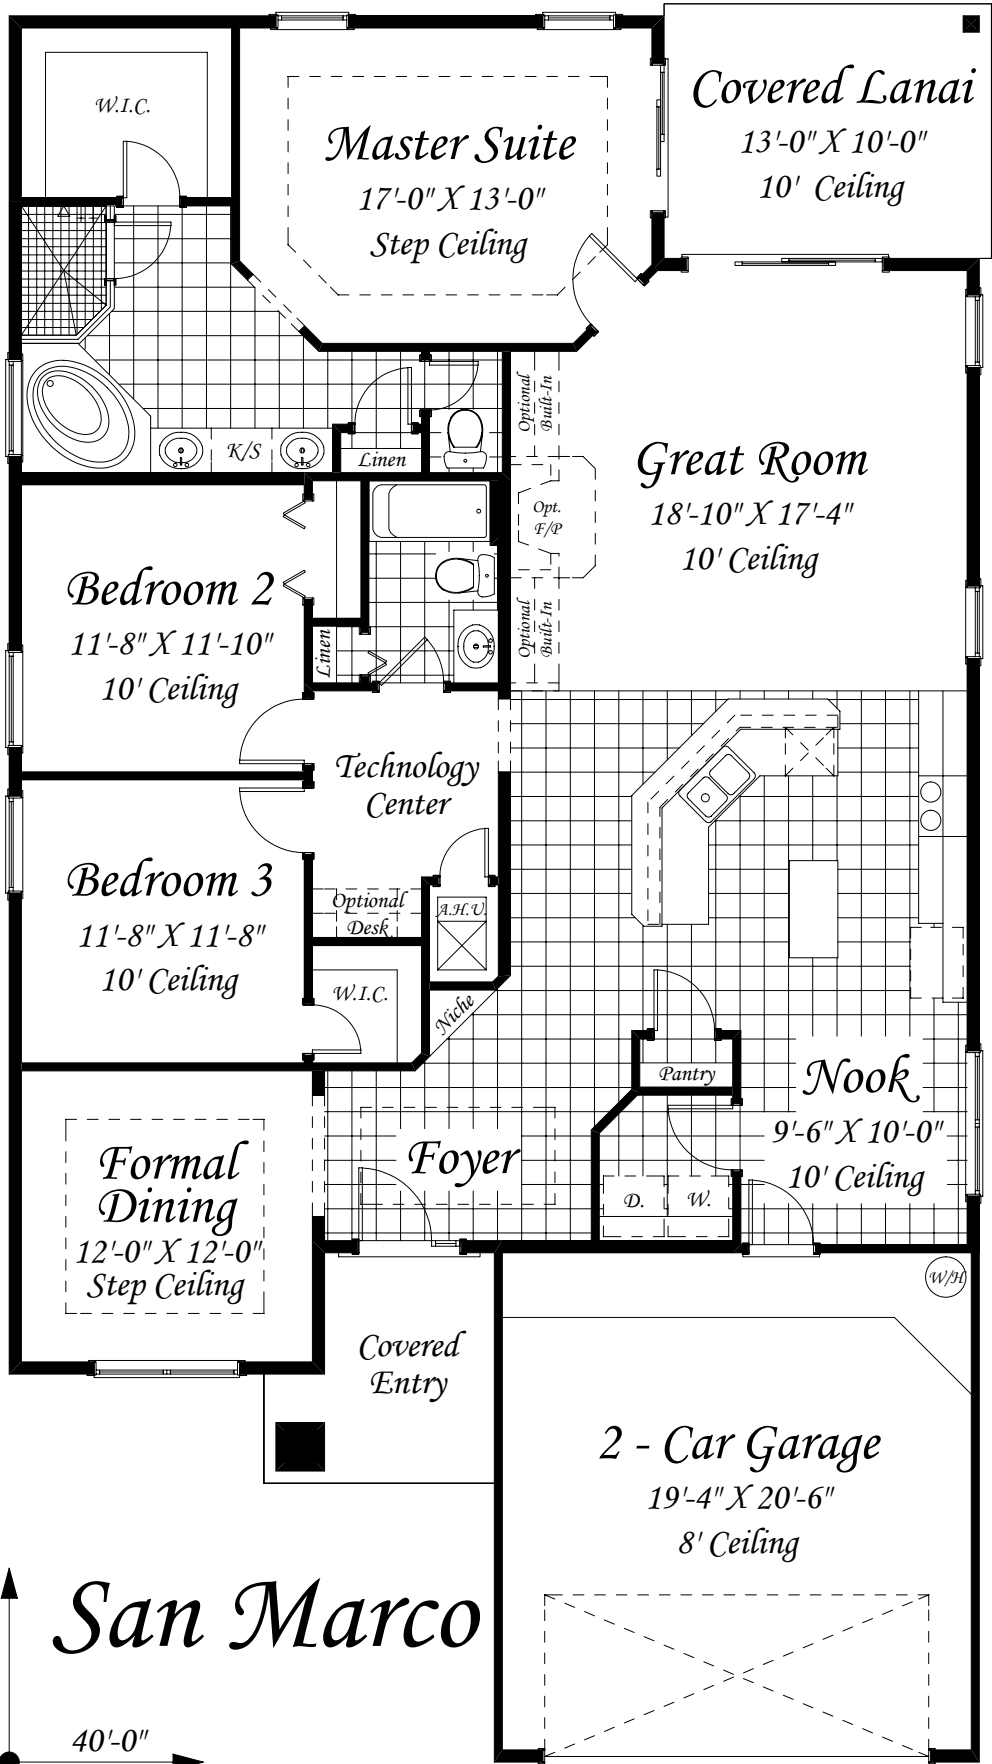 W.I.C.
Master Suite
17'-0" X 13'-0"
Step Ceiling
Covered Lanai
13'-0" X 10'-0"
10' Ceiling
K/S
Linen
Optional
Built-In
Opt.
F/P
Optional
Built-In
Great Room
18'-10" X 17'-4"
10' Ceiling
Bedroom 2
11'-8" X 11'-10"
10' Ceiling
Linen
Technology
Center
Bedroom 3
11'-8" X 11'-8"
10' Ceiling
Optional
Desk
A.H.U.
W.I.C.
Niche
Pantry
Nook
9'-6" X 10'-0"
10' Ceiling
Formal
Dining
12'-0" X 12'-0"
Step Ceiling
Foyer
D.
W.
W/H
Covered
Entry
2 - Car Garage
19'-4" X 20'-6"
8' Ceiling
San Marco
40'-0"